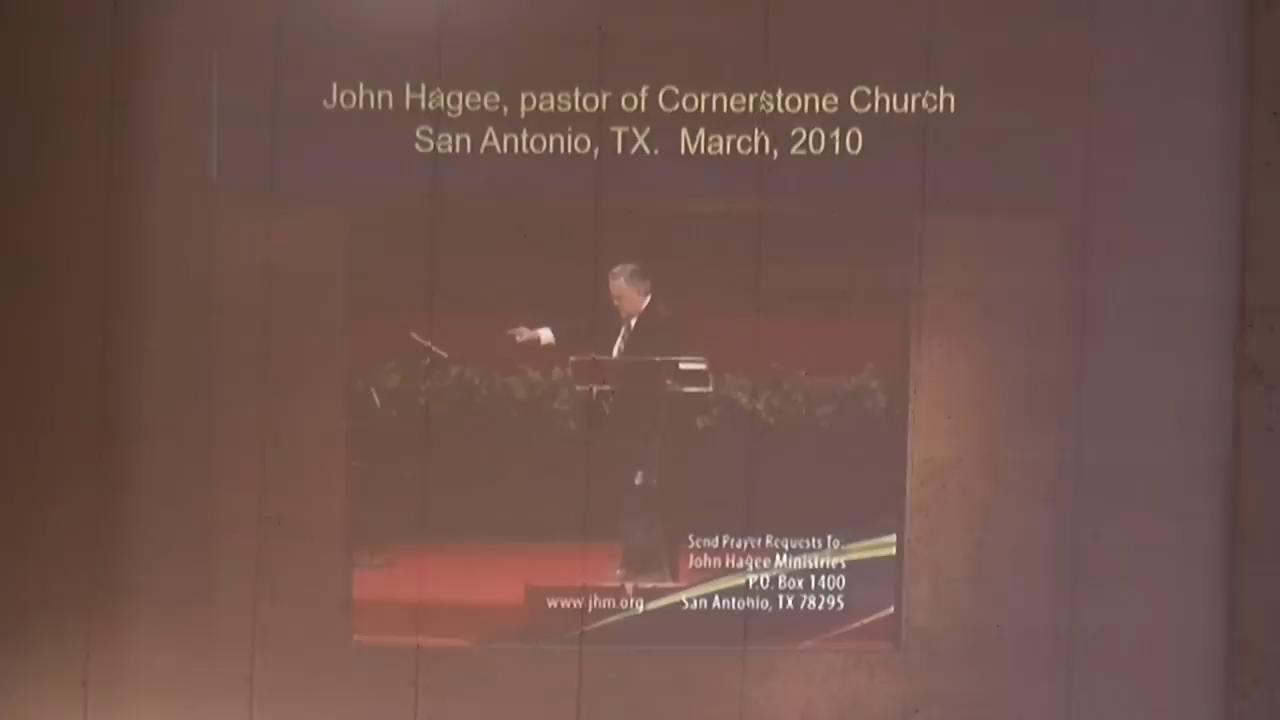 John Hagee, pastor of Cornerstone Church
San Antonio, TX.  March, 2010
Send Prayer Requests To:
John Hagee Ministries
P.O. Box 1400
www.jhm.org San Antonio, TX 78295